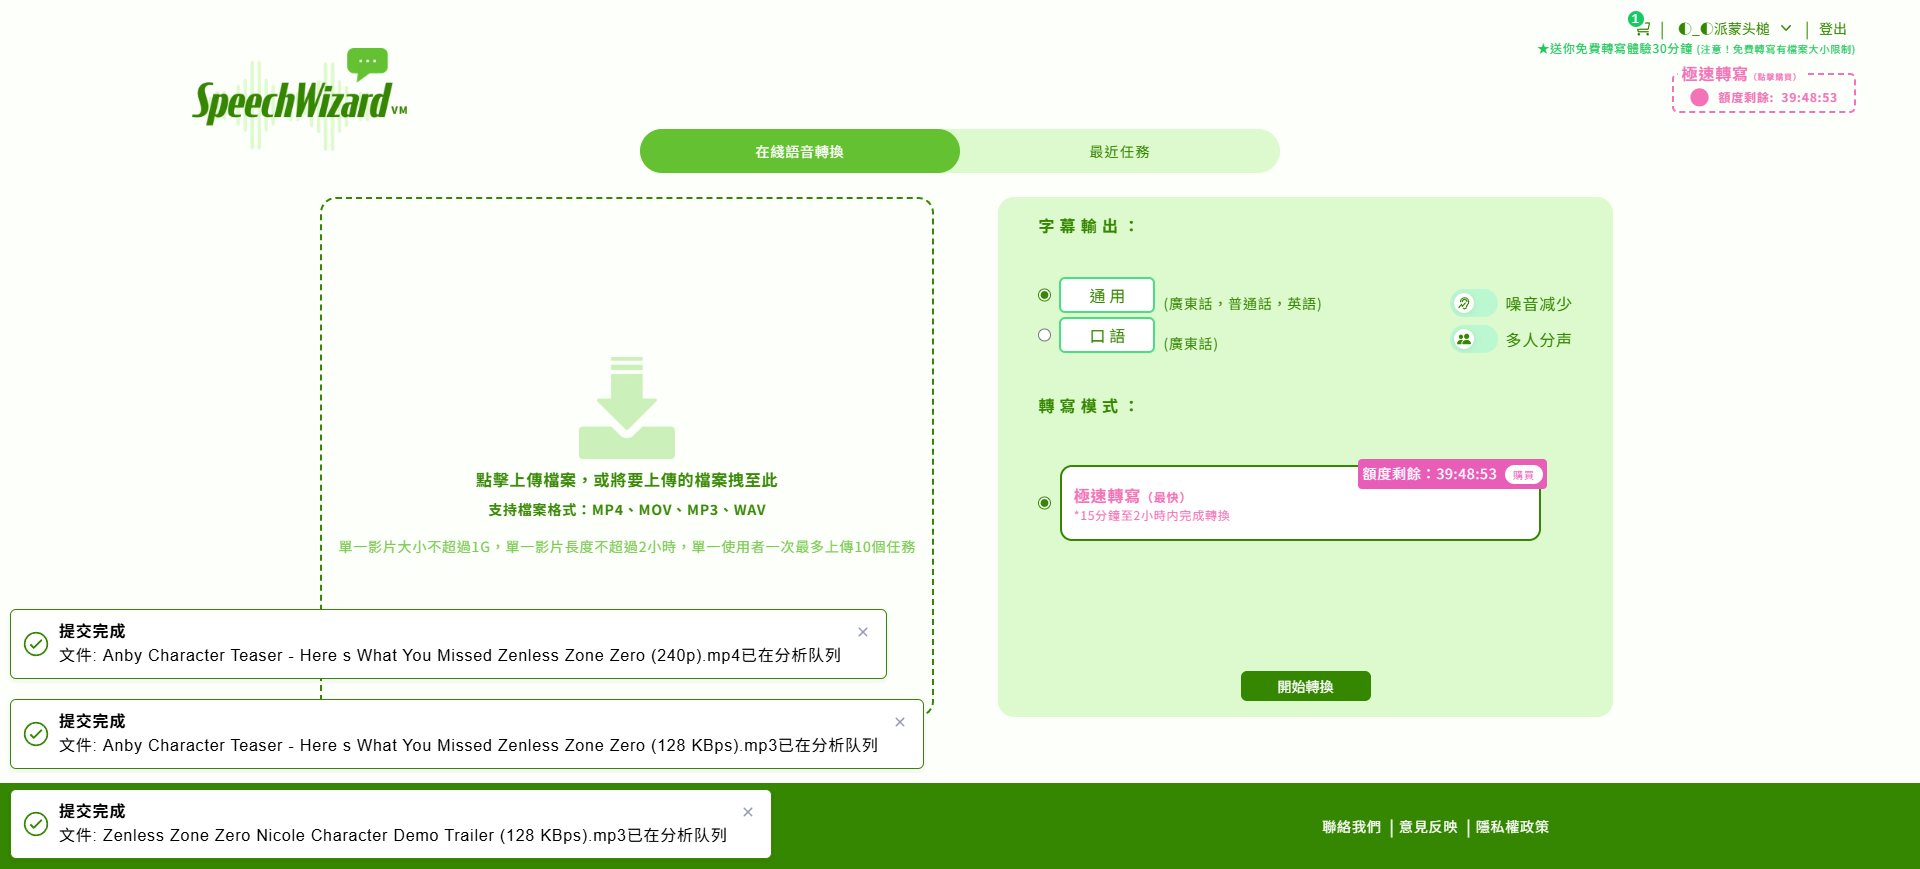 1
◐_◐派蒙头槌
登出
★送你免費轉寫體驗30分鐘 (注意！免費轉寫有檔案大小限制)
極速轉寫 (點擊購買)
額度剩餘: 39:48:53
SpeechWizard VM
在綫語音轉換
最近任務
點擊上傳檔案，或將要上傳的檔案拽至此
支持檔案格式：MP4、MOV、MP3、WAV
單一影片大小不超過1G，單一影片長度不超過2小時，單一使用者一次最多上傳10個任務
字幕輸出：
通用 (廣東話，普通話，英語)
噪音减少
口語 (廣東話)
多人分声
轉寫模式：
額度剩餘：39:48:53 購買
極速轉寫（最快）
*15分鐘至2小時内完成轉換
開始轉換
提交完成
文件: Anby Character Teaser - Here s What You Missed Zenless Zone Zero (240p).mp4已在分析队列
提交完成
文件: Anby Character Teaser - Here s What You Missed Zenless Zone Zero (128 KBps).mp3已在分析队列
提交完成
文件: Zenless Zone Zero Nicole Character Demo Trailer (128 KBps).mp3已在分析队列
聯絡我們 | 意見反映 | 隱私權政策